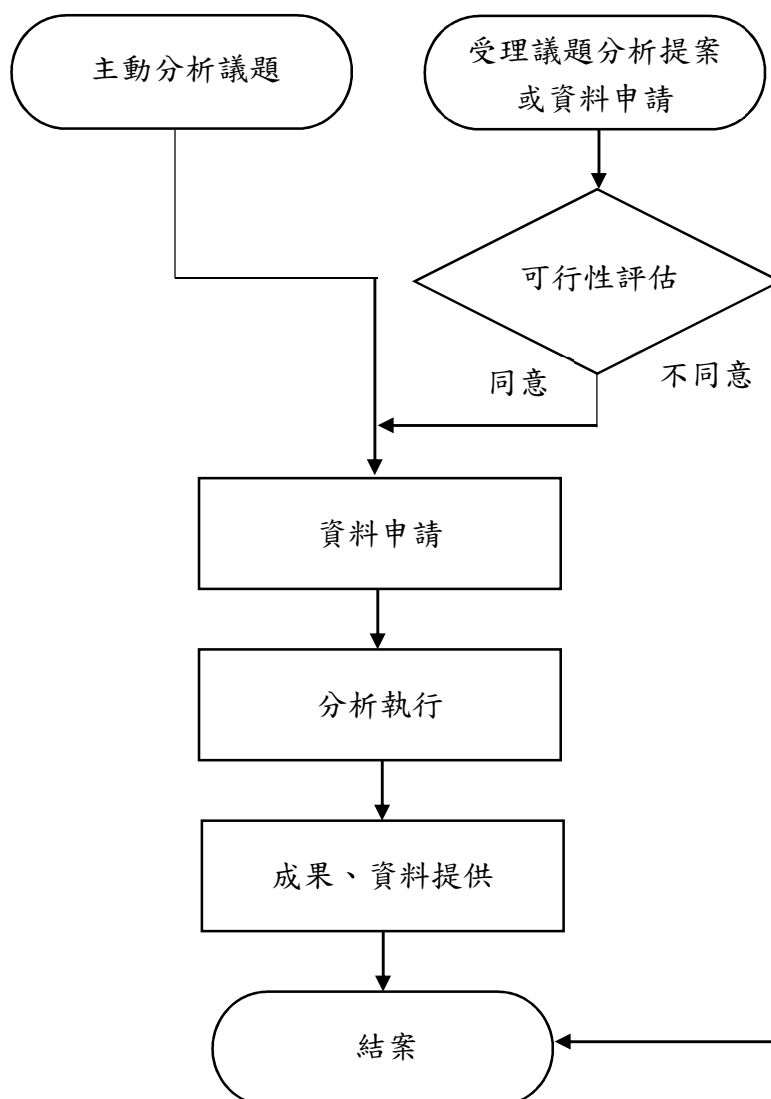 主動分析議題
受理議題分析提案
或資料申請
可行性評估
同意
不同意
資料申請
分析執行
成果、資料提供
結案